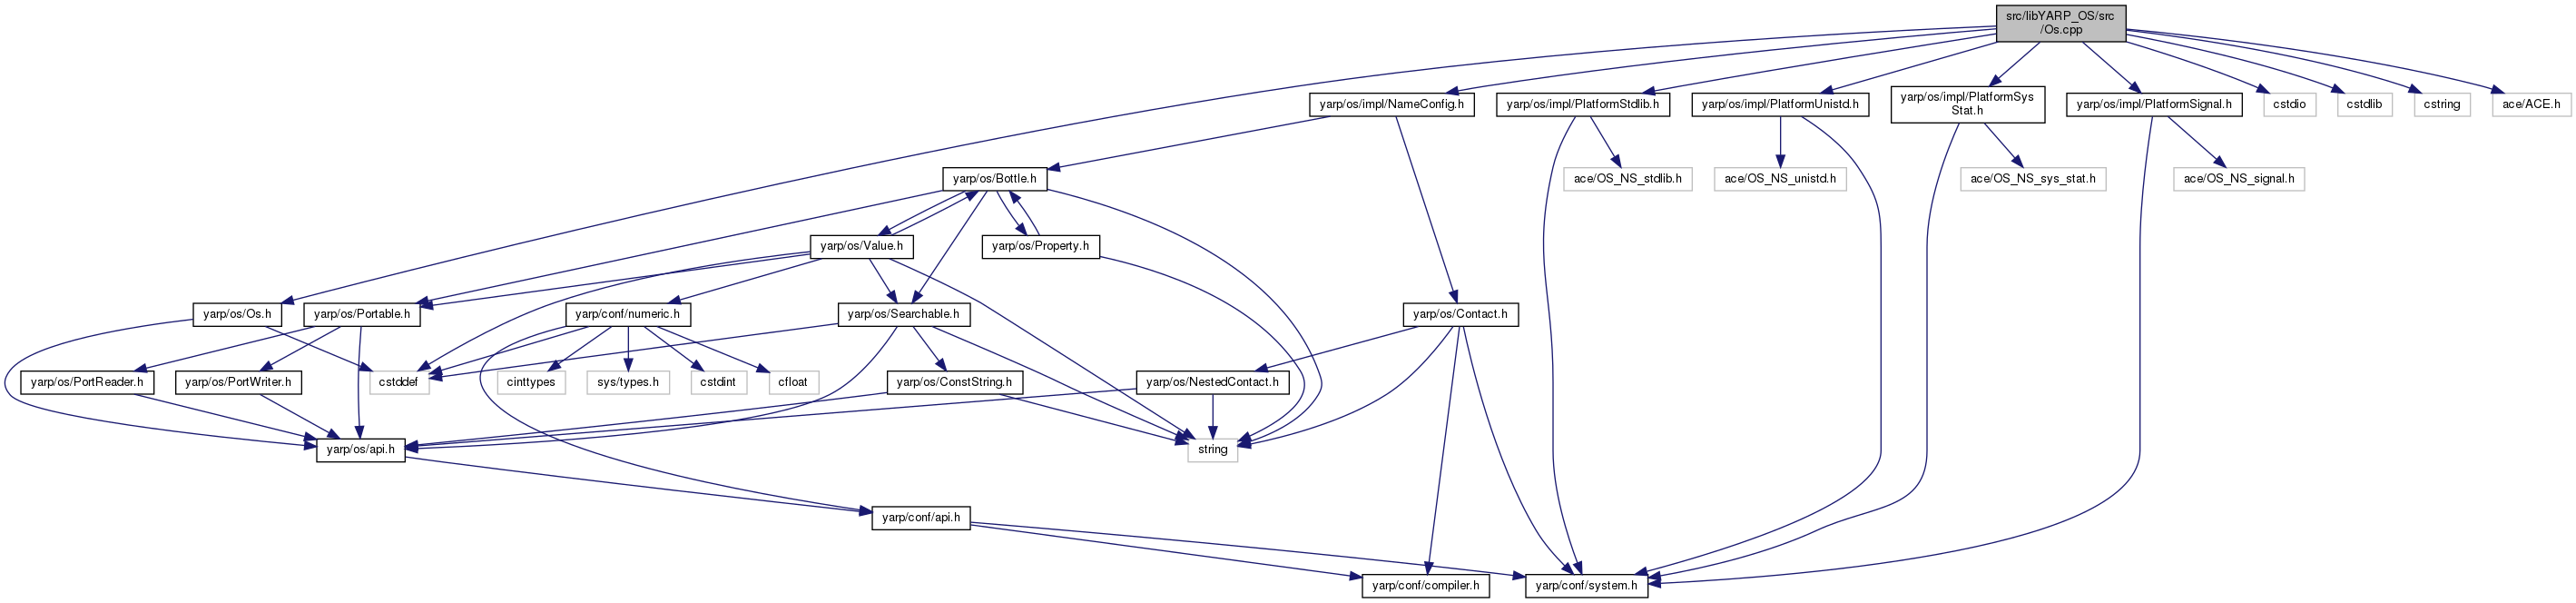 src/libYARP_OS/src
/Os.cpp
yarp/os/impl/NameConfig.h
yarp/os/impl/PlatformStdlib.h
yarp/os/impl/PlatformUnistd.h
yarp/os/impl/PlatformSys
Stat.h
yarp/os/impl/PlatformSignal.h
cstdio
cstdlib
cstring
ace/ACE.h
yarp/os/Bottle.h
ace/OS_NS_stdlib.h
ace/OS_NS_unistd.h
ace/OS_NS_sys_stat.h
ace/OS_NS_signal.h
yarp/os/Value.h
yarp/os/Property.h
yarp/os/Os.h
yarp/os/Portable.h
yarp/conf/numeric.h
yarp/os/Searchable.h
yarp/os/Contact.h
yarp/os/PortReader.h
yarp/os/PortWriter.h
cstddef
cinttypes
sys/types.h
cstdint
cfloat
yarp/os/ConstString.h
yarp/os/NestedContact.h
yarp/os/api.h
string
yarp/conf/api.h
yarp/conf/compiler.h
yarp/conf/system.h